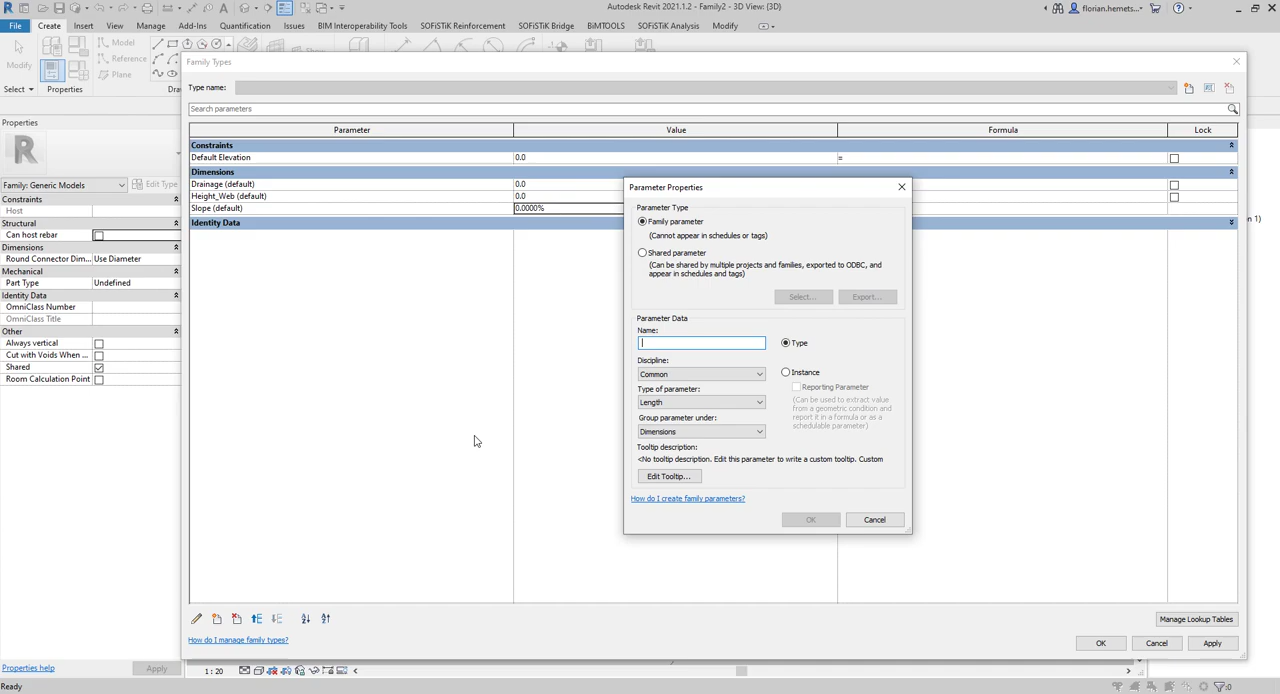 Autodesk Revit 2021.1.2 - Family2 - 3D View: {3D}
florian.hemets...
File Create Insert View Manage Add-Ins Quantification Issues BIM Interoperability Tools SOFiSTiK Reinforcement SOFiSTiK Bridge BiMTOOLS SOFiSTiK Analysis Modify
Modify
Model
Reference
Plane
Select Properties Dra
Family Types
Type name:
Search parameters
Parameter Value Formula Lock
Constraints
Default Elevation 0.0 =
Dimensions
Drainage (default) 0.0
Height_Web (default) 0.0
Slope (default) 0.0000%
Identity Data
Properties
Family: Generic Models Edit Type
Constraints
Host
Structural
Can host rebar
Dimensions
Round Connector Dim... Use Diameter
Mechanical
Part Type Undefined
Identity Data
OmniClass Number
OmniClass Title
Other
Always vertical
Cut with Voids When ...
Shared
Room Calculation Point
Properties help Apply
Parameter Properties
Parameter Type
Family parameter
(Cannot appear in schedules or tags)
Shared parameter
(Can be shared by multiple projects and families, exported to ODBC, and
appear in schedules and tags)
Select... Export...
Parameter Data
Name:
Type
Discipline:
Common
Instance
Reporting Parameter
(Can be used to extract value
from a geometric condition and
report it in a formula or as a
schedulable parameter)
Type of parameter:
Length
Group parameter under:
Dimensions
Tooltip description:
<No tooltip description. Edit this parameter to write a custom tooltip. Custom
Edit Tooltip...
How do I create family parameters?
OK Cancel
n 1)
Manage Lookup Tables
How do I manage family types?
OK Cancel Apply
1 : 20
Ready
:0